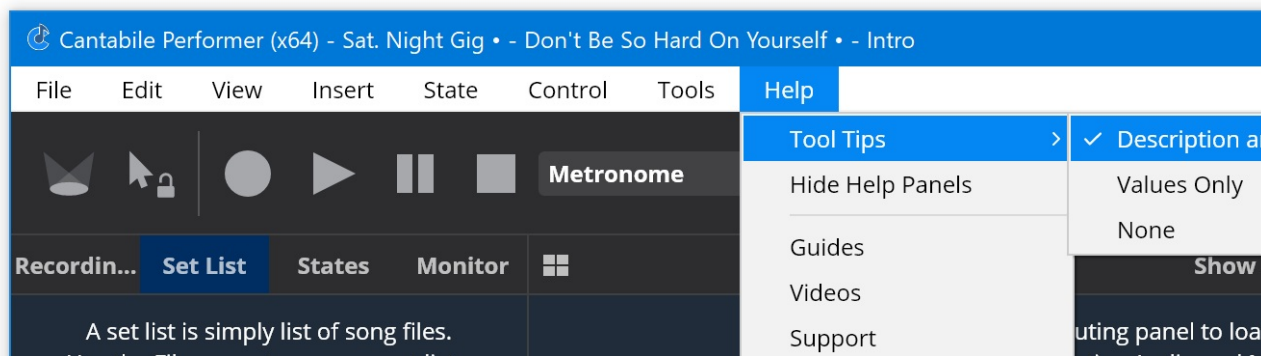 Cantabile Performer (x64) - Sat. Night Gig • - Don't Be So Hard On Yourself • - Intro
File Edit View Insert State Control Tools Help
Tool Tips
Description
Hide Help Panels
Values Only
None
Metronome
Guides
Videos
Support
Recordin... Set List States Monitor
Show
A set list is simply list of song files.
uting panel to loa